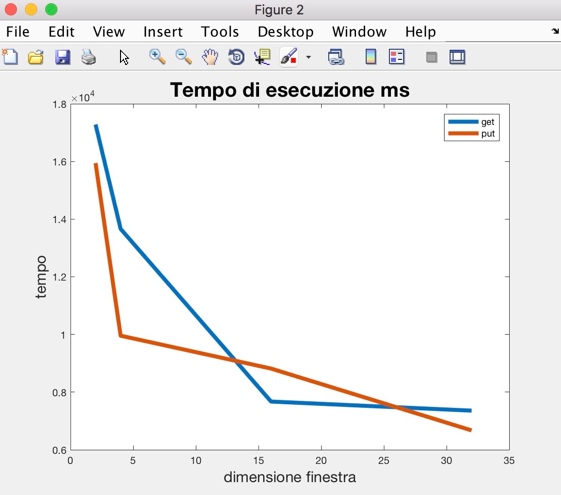 Figure 2
File Edit View Insert Tools Desktop Window Help
Tempo di esecuzione ms
×10⁴
1.8
get
put
1.6
1.4
1.2
1
0.8
0.6
tempo
0 5 10 15 20 25 30 35
dimensione finestra